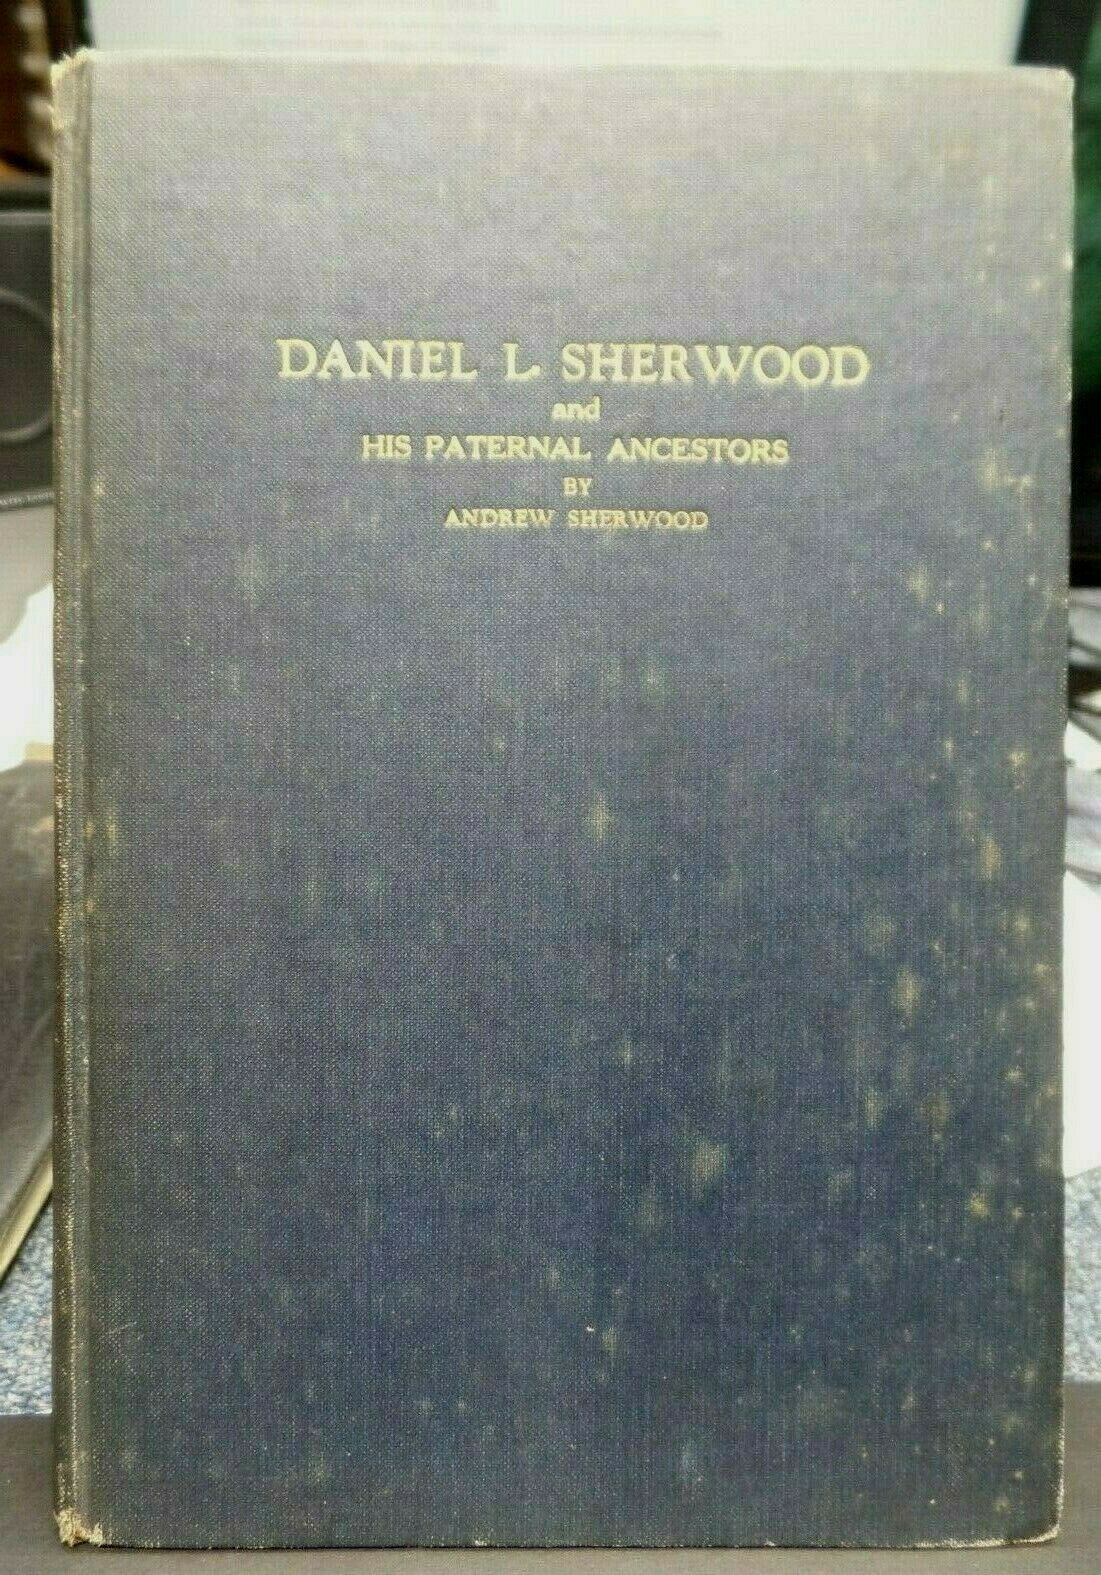 DANIEL L. SHERWOOD
and
HIS PATERNAL ANCESTORS
BY
ANDREW SHERWOOD